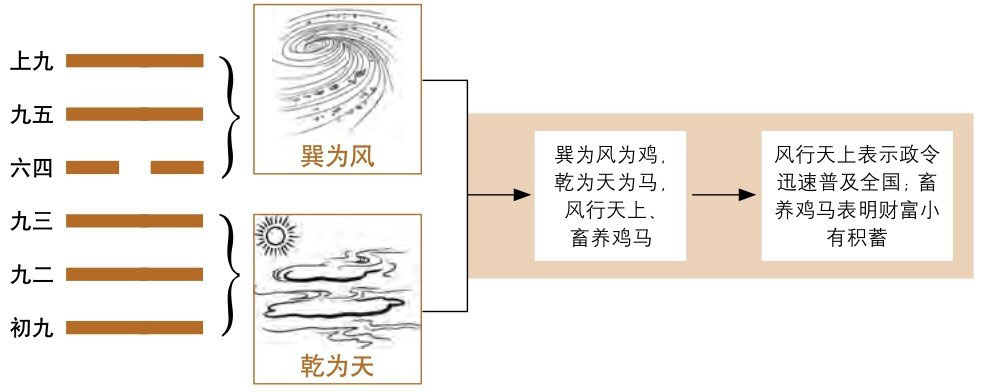 上九
九五
六四
九三
九二
初九
巽为风
乾为天
巽为风为鸡，
乾为天为马，
风行天上、
畜养鸡马
风行天上表示政令
迅速普及全国；畜
养鸡马表明财富小
有积蓄